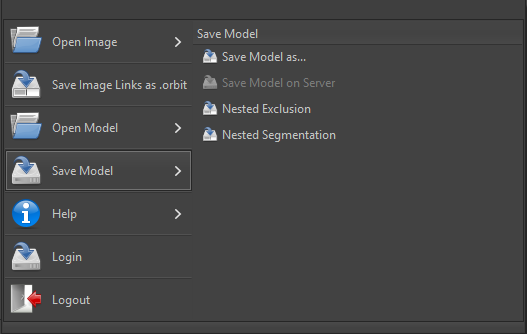 Open Image
Save Image Links as .orbit
Open Model
Save Model
Help
Login
Logout
Save Model
Save Model as...
Save Model on Server
Nested Exclusion
Nested Segmentation